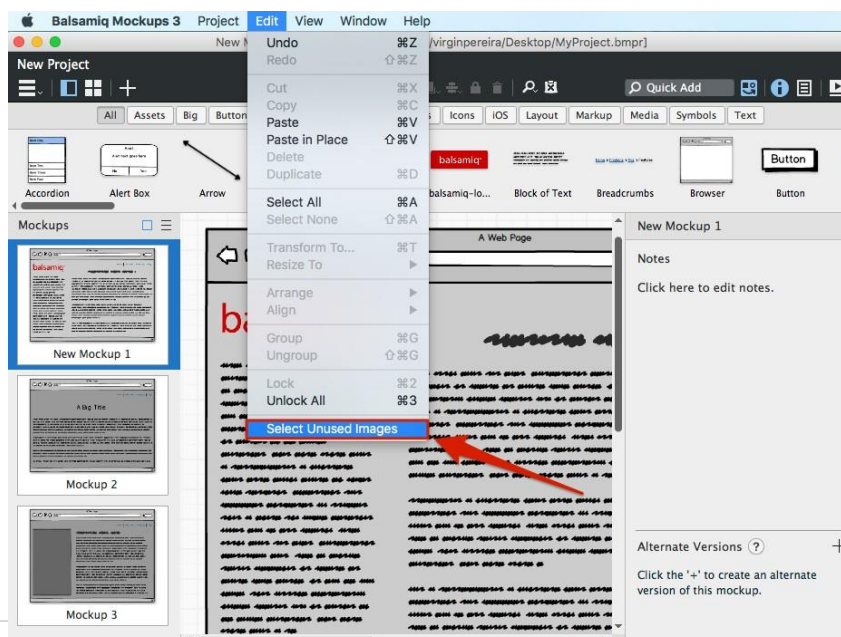 Balsamiq Mockups 3 Project Edit View Window Help
New M /virginpereira/Desktop/MyProject.bmpr]
New Project
Quick Add
All Assets Big Button s Icons iOS Layout Markup Media Symbols Text
Undo ⌘Z
Redo ⇧⌘Z
Cut ⌘X
Copy ⌘C
Paste ⌘V
Paste in Place ⇧⌘V
Delete
Duplicate ⌘D
Select All ⌘A
Select None ⇧⌘A
Transform To... ⌘T
Resize To
Arrange
Align
Group ⌘G
Ungroup ⇧⌘G
Lock ⌘2
Unlock All ⌘3
Select Unused Images
balsamiq
Button
Accordion Alert Box Arrow balsamiq-lo... Block of Text Breadcrumbs Browser Button
Mockups
balsamiq
New Mockup 1
A Big Title
Mockup 2
Mockup 3
A Web Page
ba
New Mockup 1
Notes
Click here to edit notes.
Alternate Versions ?
Click the '+' to create an alternate
version of this mockup.